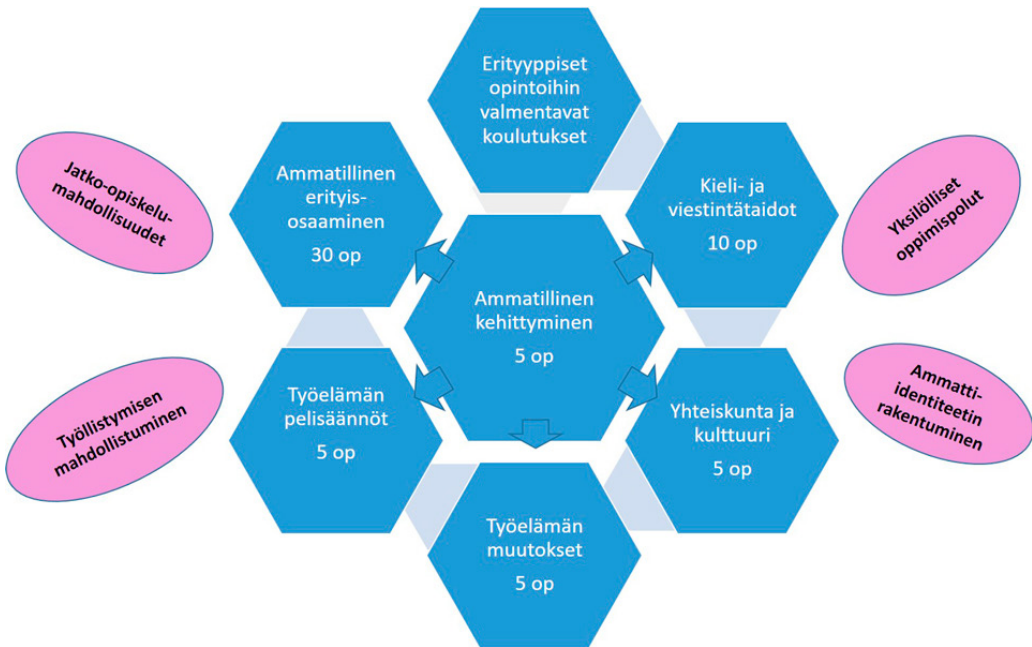 Erityyppiset
opintoihin
valmentavat
koulutukset
Jatko-opiskelu-
mahdollisuudet
Ammatillinen
erityis-
osaaminen
30 op
Kieli- ja
viestintätaidot
10 op
Yksilölliset
oppimispolut
Ammatillinen
kehittyminen
5 op
Työllistymisen
mahdollistuminen
Työelämän
pelisäännöt
5 op
Yhteiskunta ja
kulttuuri
5 op
Ammatti-
identiteetin
rakentuminen
Työelämän
muutokset
5 op